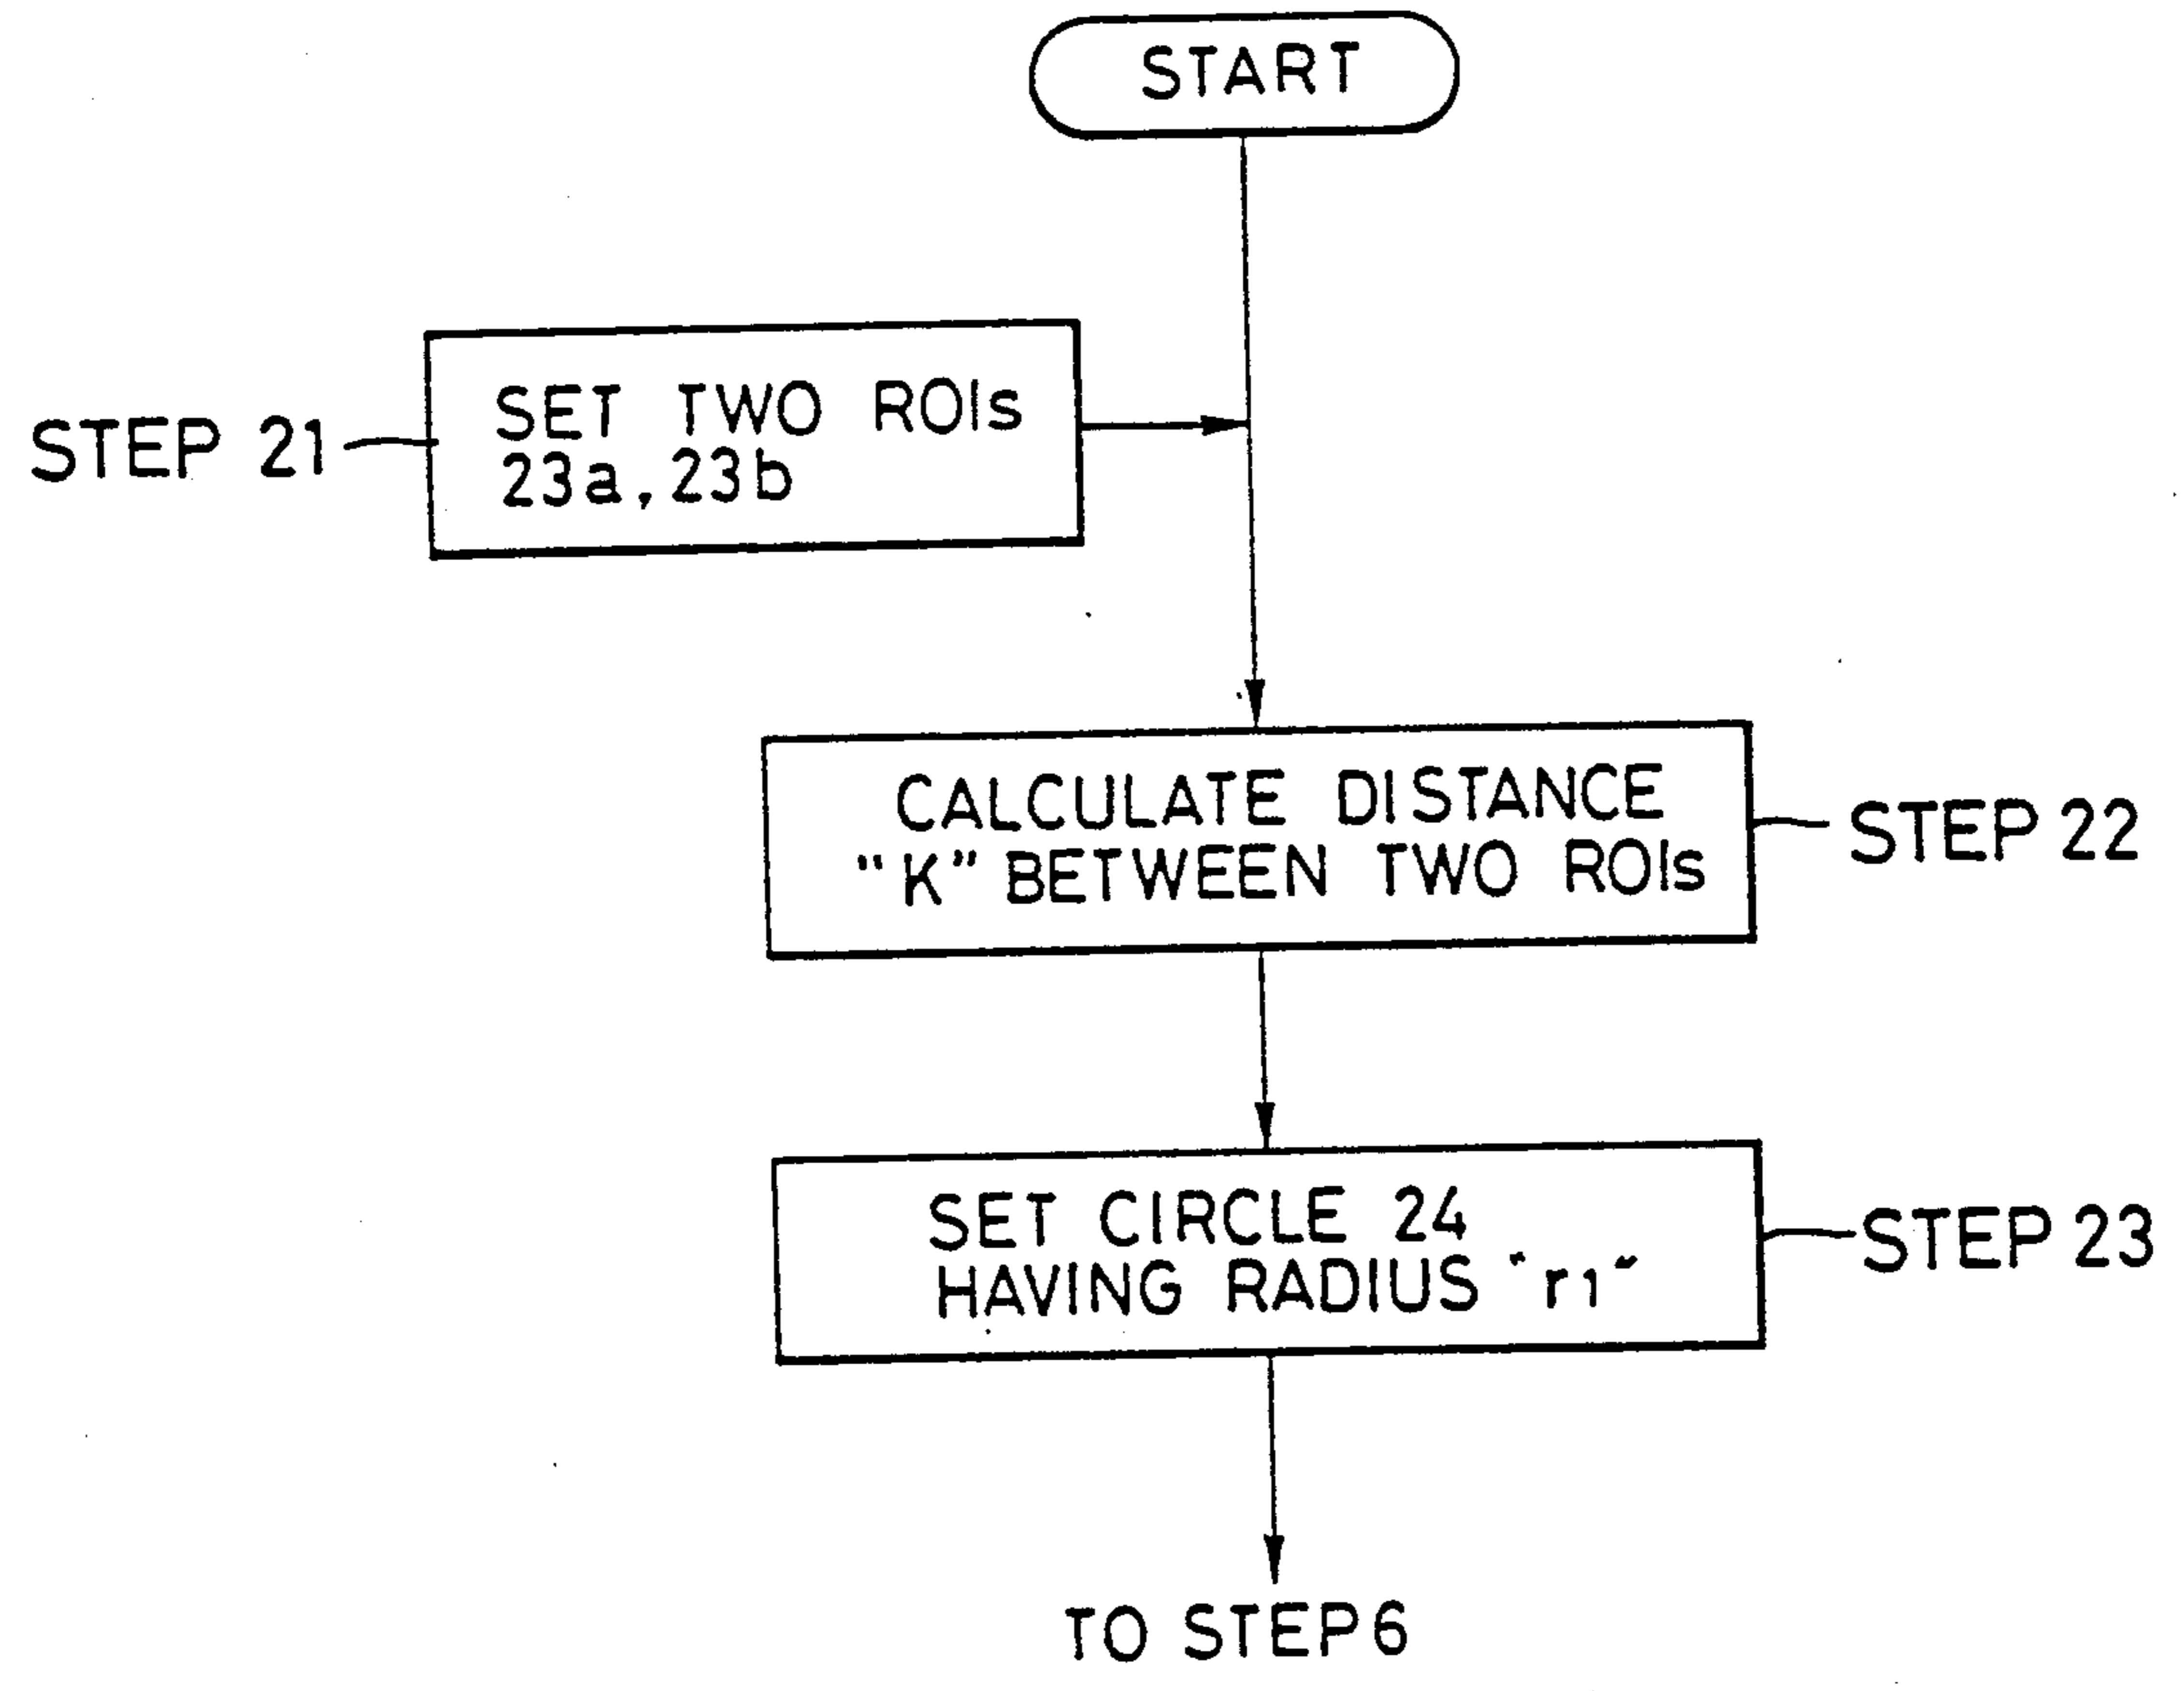 START
STEP 21
SET TWO ROIs
23a, 23b
CALCULATE DISTANCE
"K" BETWEEN TWO ROIs
STEP 22
SET CIRCLE 24
HAVING RADIUS "r1"
STEP 23
TO STEP 6